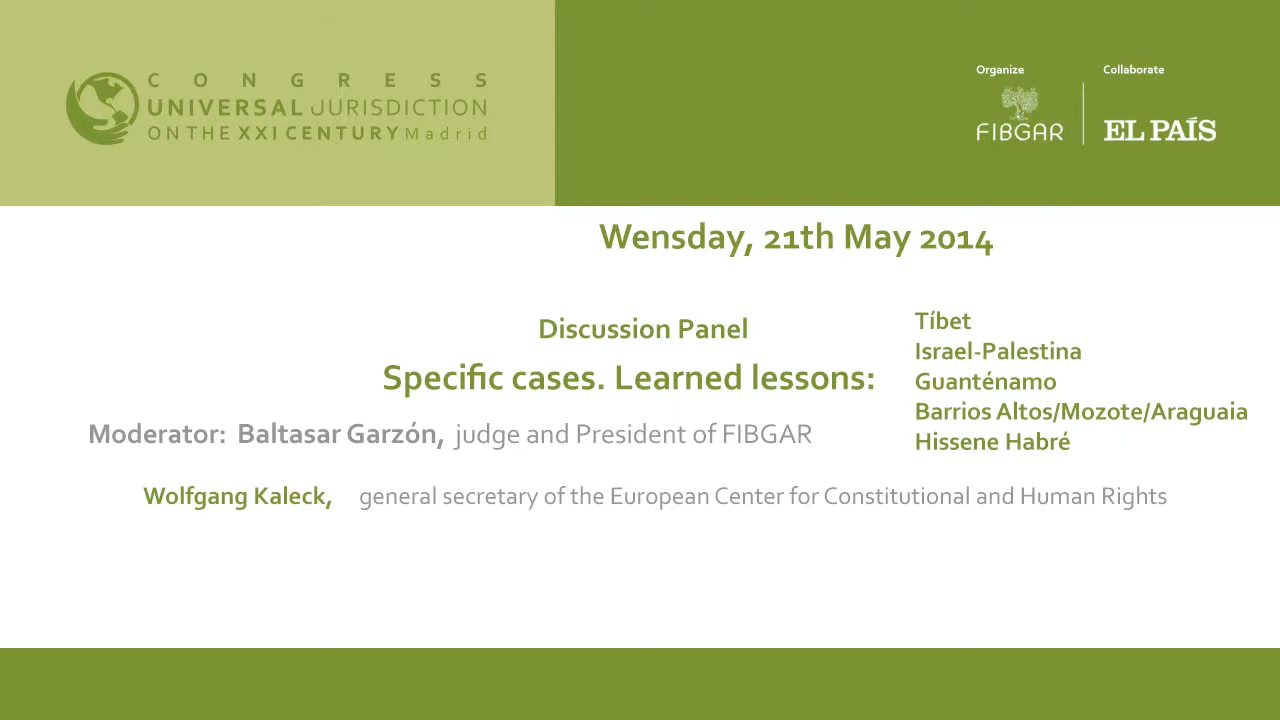 CONGRESS
UNIVERSAL JURISDICTION
ON THE XXI CENTURY Madrid
Organize
FIBGAR
Collaborate
EL PAÍS
Wensday, 21th May 2014
Discussion Panel
Specific cases. Learned lessons:
Tíbet
Israel-Palestina
Guanténamo
Barrios Altos/Mozote/Araguaia
Hissene Habré
Moderator: Baltasar Garzón, judge and President of FIBGAR
Wolfgang Kaleck, general secretary of the European Center for Constitutional and Human Rights